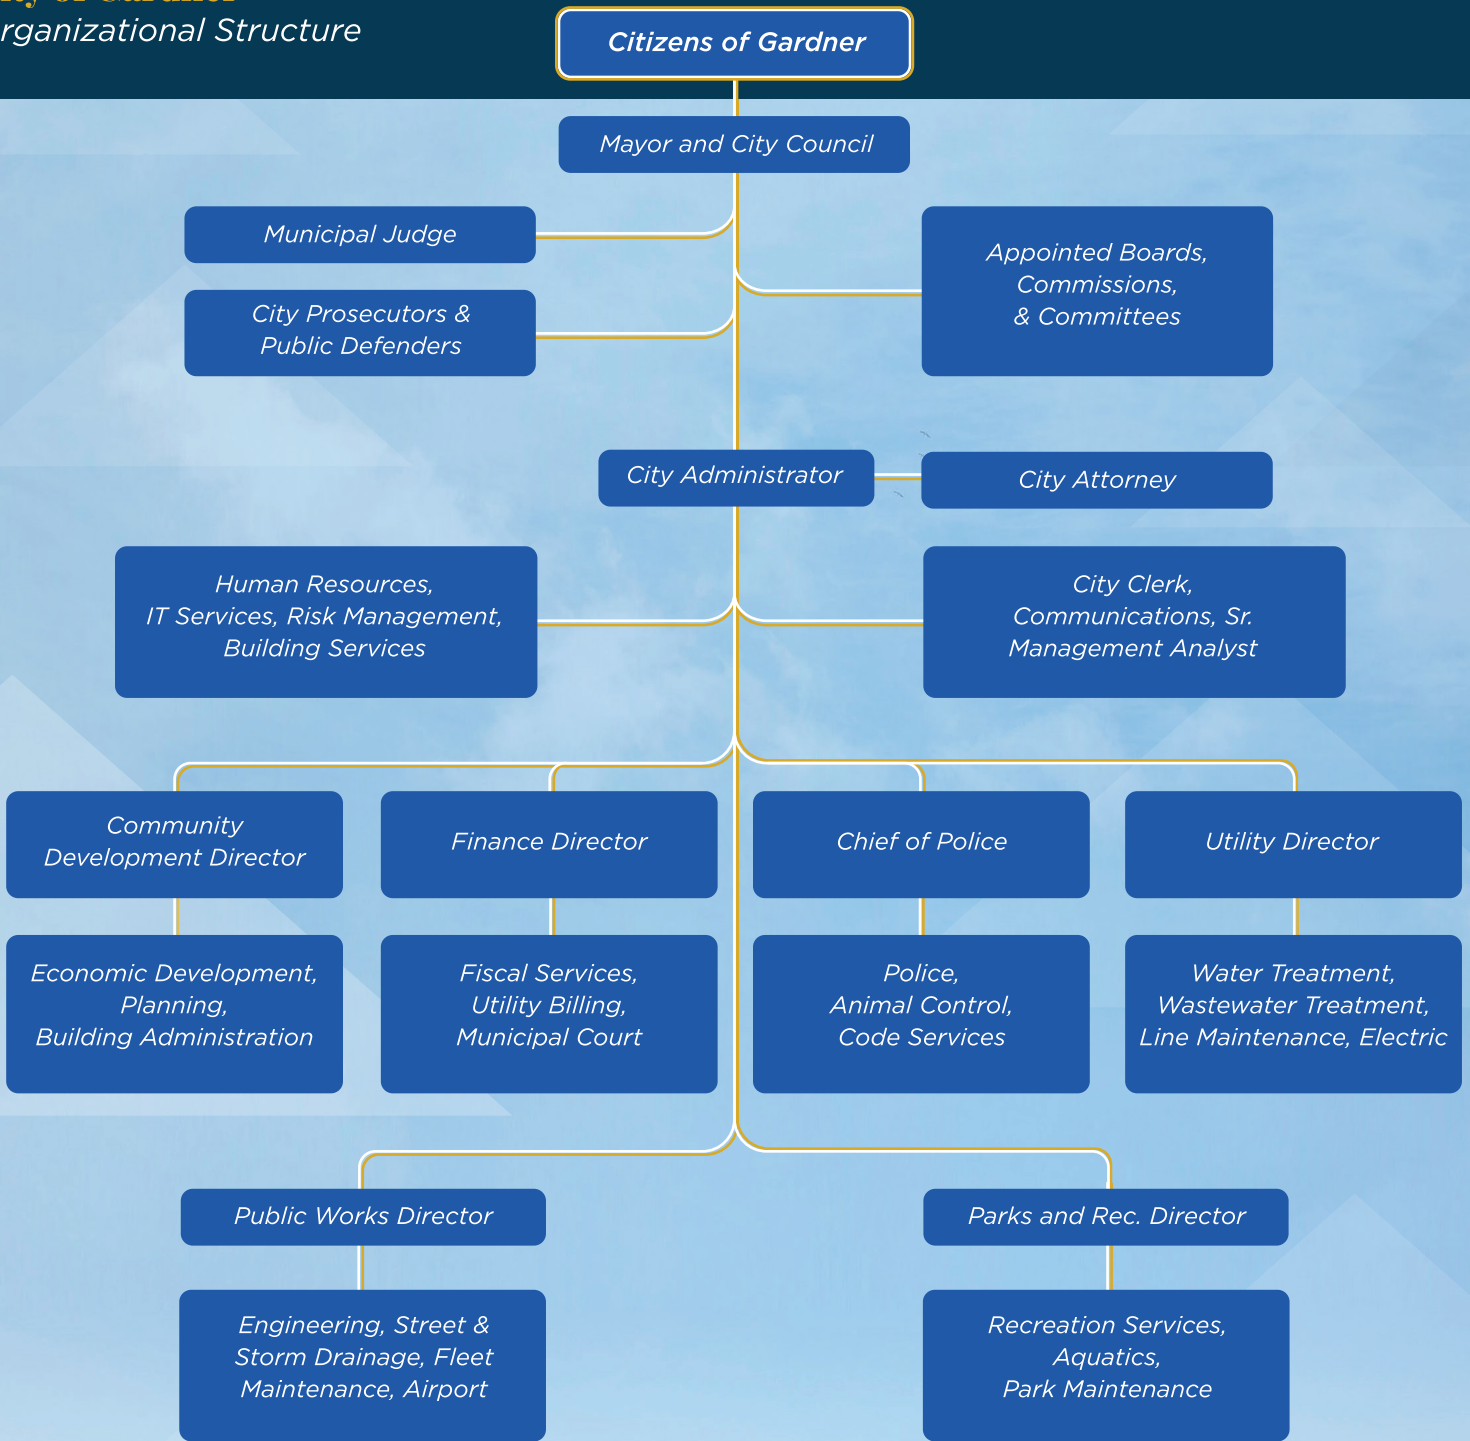 rganizational Structure
Citizens of Gardner
Mayor and City Council
Municipal Judge
City Prosecutors &
Public Defenders
Appointed Boards,
Commissions,
& Committees
City Administrator
City Attorney
Human Resources,
IT Services, Risk Management,
Building Services
City Clerk,
Communications, Sr.
Management Analyst
Community
Development Director
Finance Director
Chief of Police
Utility Director
Economic Development,
Planning,
Building Administration
Fiscal Services,
Utility Billing,
Municipal Court
Police,
Animal Control,
Code Services
Water Treatment,
Wastewater Treatment,
Line Maintenance, Electric
Public Works Director
Parks and Rec. Director
Engineering, Street &
Storm Drainage, Fleet
Maintenance, Airport
Recreation Services,
Aquatics,
Park Maintenance